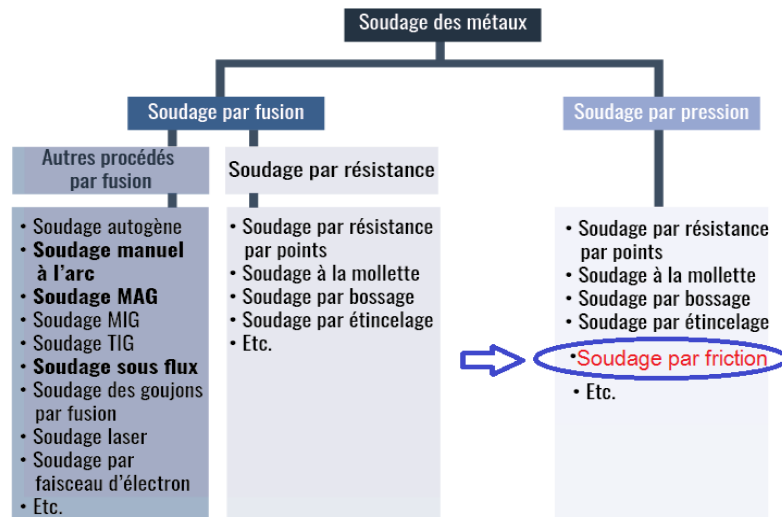 Soudage des métaux
Soudage par fusion
Soudage par pression
Autres procédés
par fusion
Soudage par résistance
• Soudage autogène
• Soudage manuel
à l'arc
• Soudage MAG
• Soudage MIG
• Soudage TIG
• Soudage sous flux
• Soudage des goujons
par fusion
• Soudage laser
• Soudage par
faisceau d'électron
• Etc.
• Soudage par résistance
par points
• Soudage à la mollette
• Soudage par bossage
• Soudage par étincelage
• Etc.
• Soudage par résistance
par points
• Soudage à la mollette
• Soudage par bossage
• Soudage par étincelage
•Soudage par friction
• Etc.